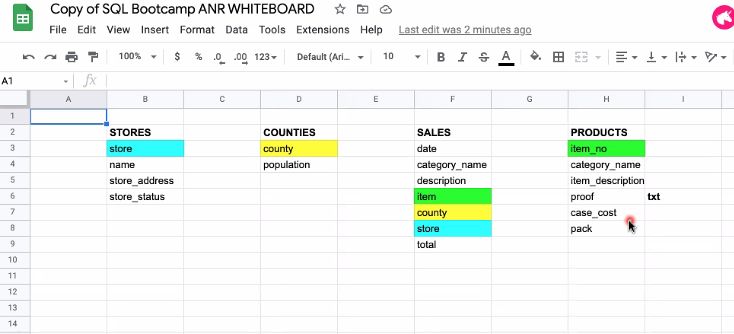 Copy of SQL Bootcamp ANR WHITEBOARD
File Edit View Insert Format Data Tools Extensions Help Last edit was 2 minutes ago
100% $ % .0 .00 123 Default (Ari... 10 B I S A
A1 fx
A B C D E F G H I
1
2 STORES COUNTIES SALES PRODUCTS
3 store county date item_no
4 name population category_name category_name
5 store_address description item_description
6 store_status item proof txt
7 county case_cost
8 store pack
9 total
10
11
12
13
14